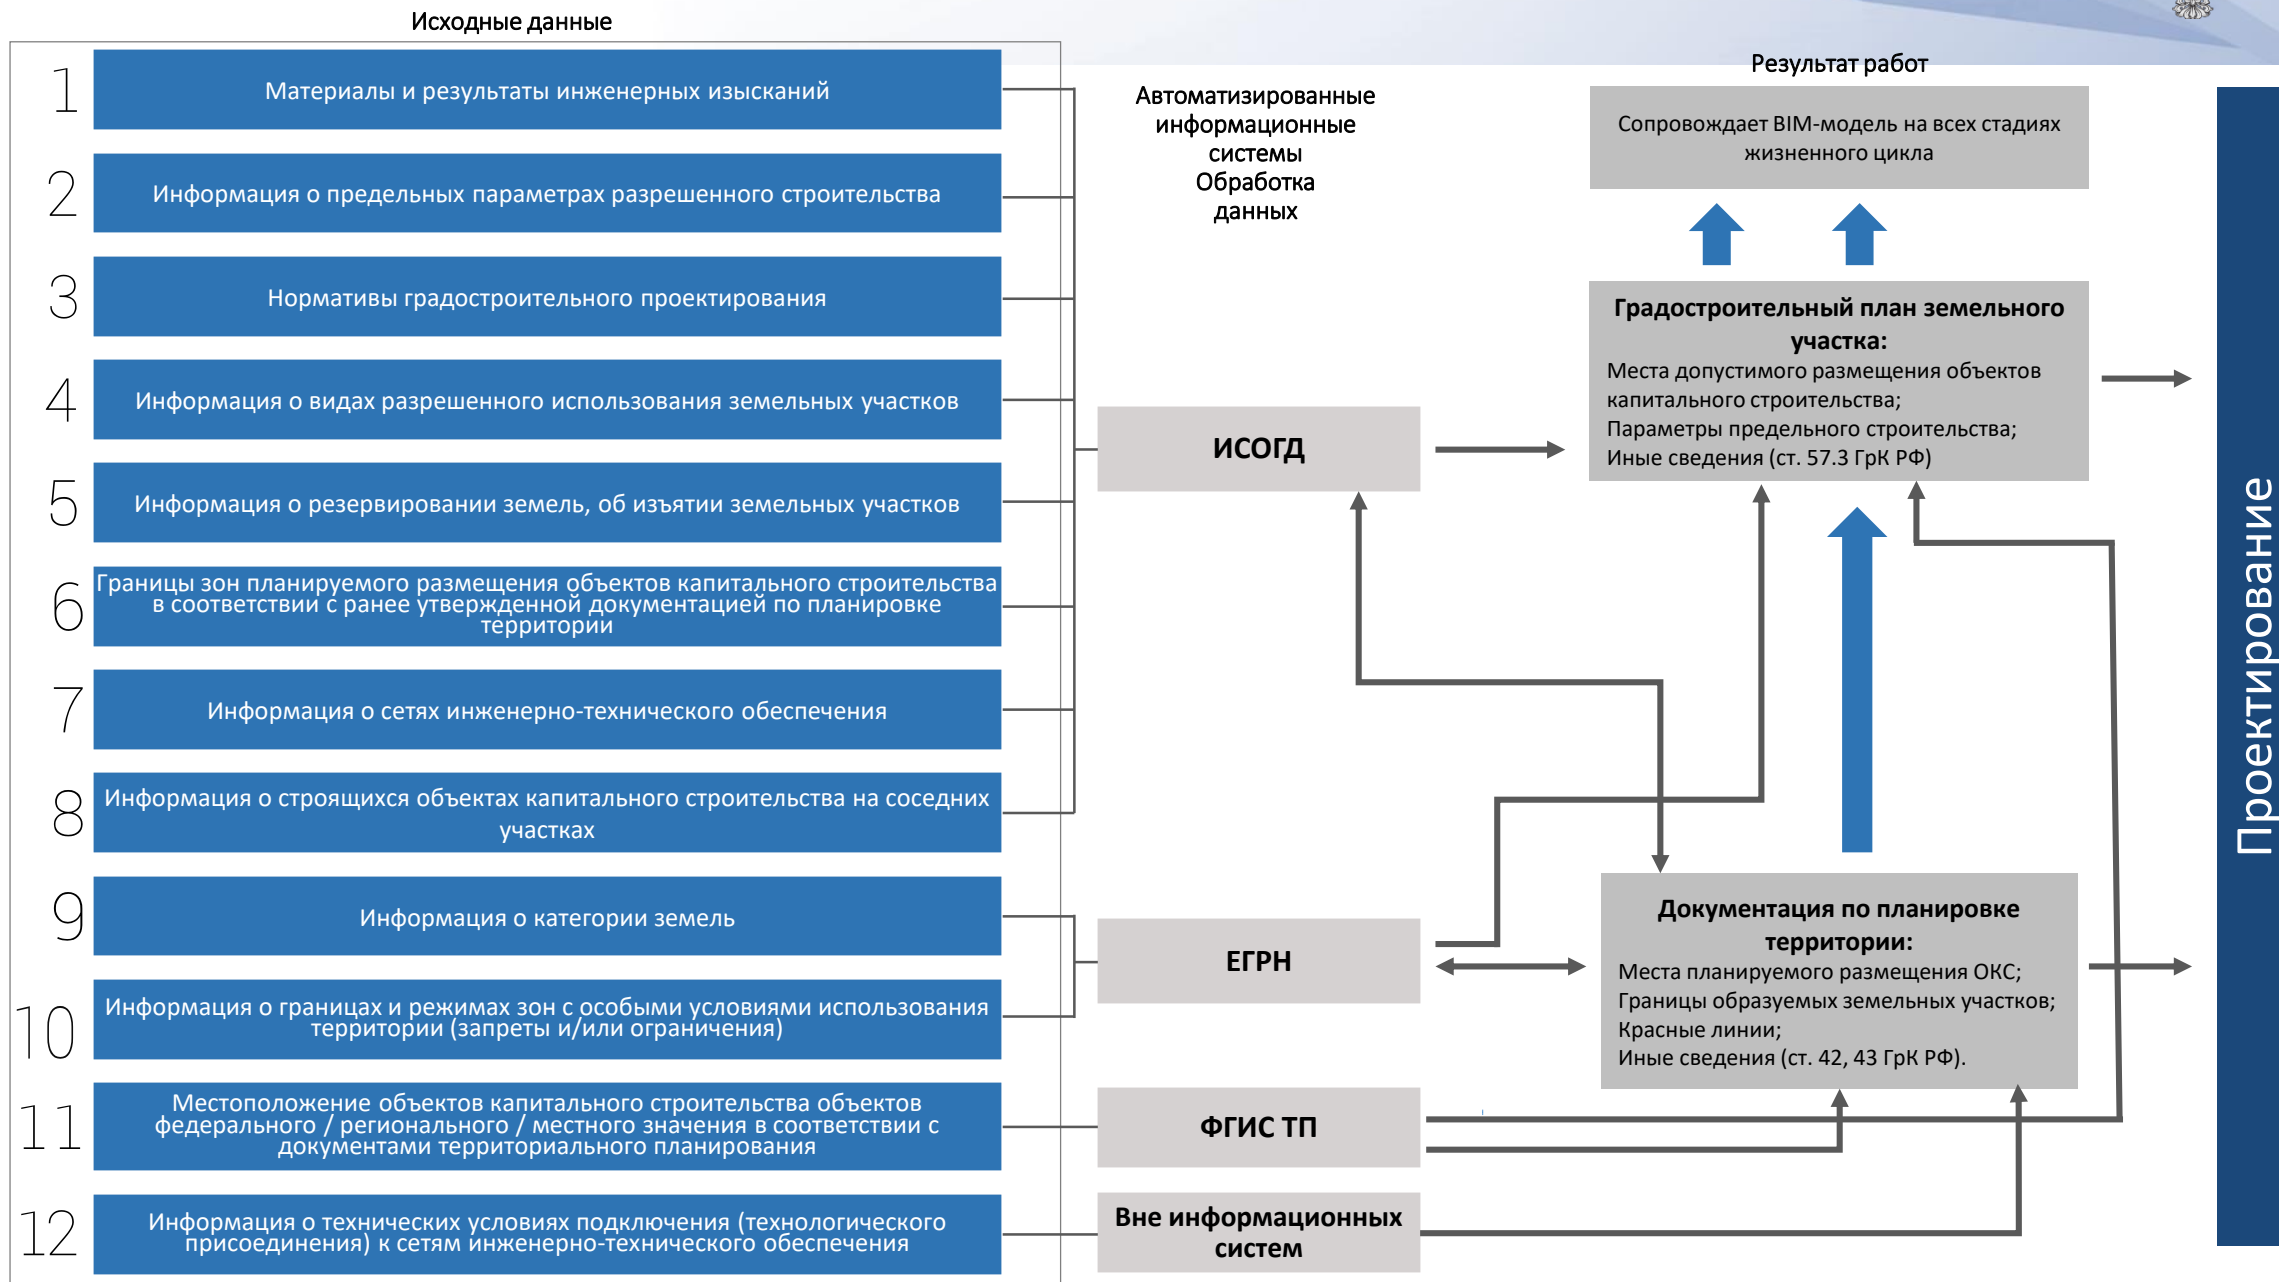 Исходные данные
1
Материалы и результаты инженерных изысканий
2
Информация о предельных параметрах разрешенного строительства
3
Нормативы градостроительного проектирования
4
Информация о видах разрешенного использования земельных участков
5
Информация о резервировании земель, об изъятии земельных участков
6
Границы зон планируемого размещения объектов капитального строительства
в соответствии с ранее утвержденной документацией по планировке
территории
7
Информация о сетях инженерно-технического обеспечения
8
Информация о строящихся объектах капитального строительства на соседних
участках
9
Информация о категории земель
10
Информация о границах и режимах зон с особыми условиями использования
территории (запреты и/или ограничения)
11
Местоположение объектов капитального строительства объектов
федерального / регионального / местного значения в соответствии с
документами территориального планирования
12
Информация о технических условиях подключения (технологического
присоединения) к сетям инженерно-технического обеспечения
Автоматизированные
информационные
системы
Обработка
данных
ИСОГД
ЕГРН
ФГИС ТП
Вне информационных
систем
Результат работ
Сопровождает BIM-модель на всех стадиях
жизненного цикла
Градостроительный план земельного
участка:
Места допустимого размещения объектов
капитального строительства;
Параметры предельного строительства;
Иные сведения (ст. 57.3 ГрК РФ)
Документация по планировке
территории:
Места планируемого размещения ОКС;
Границы образуемых земельных участков;
Красные линии;
Иные сведения (ст. 42, 43 ГрК РФ).
Проектирование